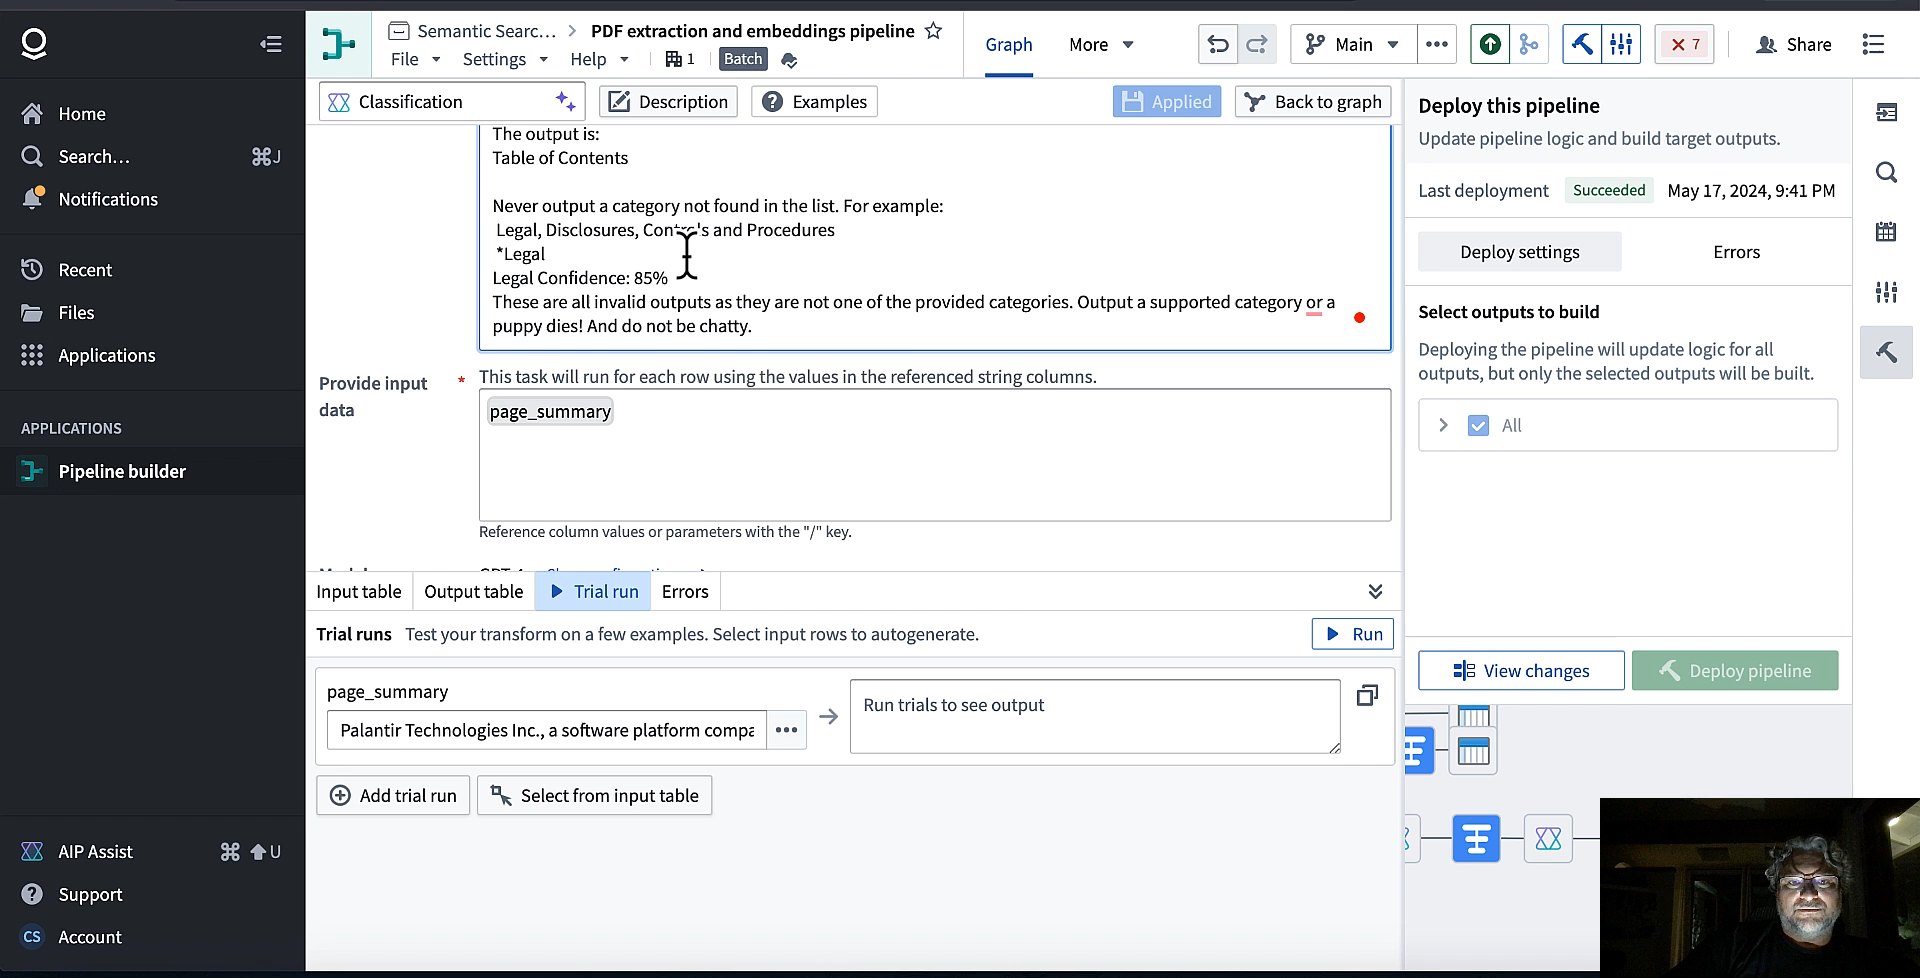 Semantic Searc... > PDF extraction and embeddings pipeline
File Settings Help 1 Batch
Graph More
Main
7
Share
Home
Search... ⌘J
Notifications
Recent
Files
Applications
APPLICATIONS
Pipeline builder
AIP Assist ⌘ U
Support
CS Account
Classification
Description
Examples
Applied
Back to graph
The output is:
Table of Contents
Never output a category not found in the list. For example:
Legal, Disclosures, Controls and Procedures
*Legal
Legal Confidence: 85%
These are all invalid outputs as they are not one of the provided categories. Output a supported category or a
puppy dies! And do not be chatty.
Provide input
data
*
This task will run for each row using the values in the referenced string columns.
page_summary
Reference column values or parameters with the "/" key.
Input table Output table Trial run Errors
Trial runs Test your transform on a few examples. Select input rows to autogenerate.
Run
page_summary
Palantir Technologies Inc., a software platform compa
Run trials to see output
Add trial run Select from input table
Deploy this pipeline
Update pipeline logic and build target outputs.
Last deployment Succeeded May 17, 2024, 9:41 PM
Deploy settings Errors
Select outputs to build
Deploying the pipeline will update logic for all
outputs, but only the selected outputs will be built.
All
View changes Deploy pipeline